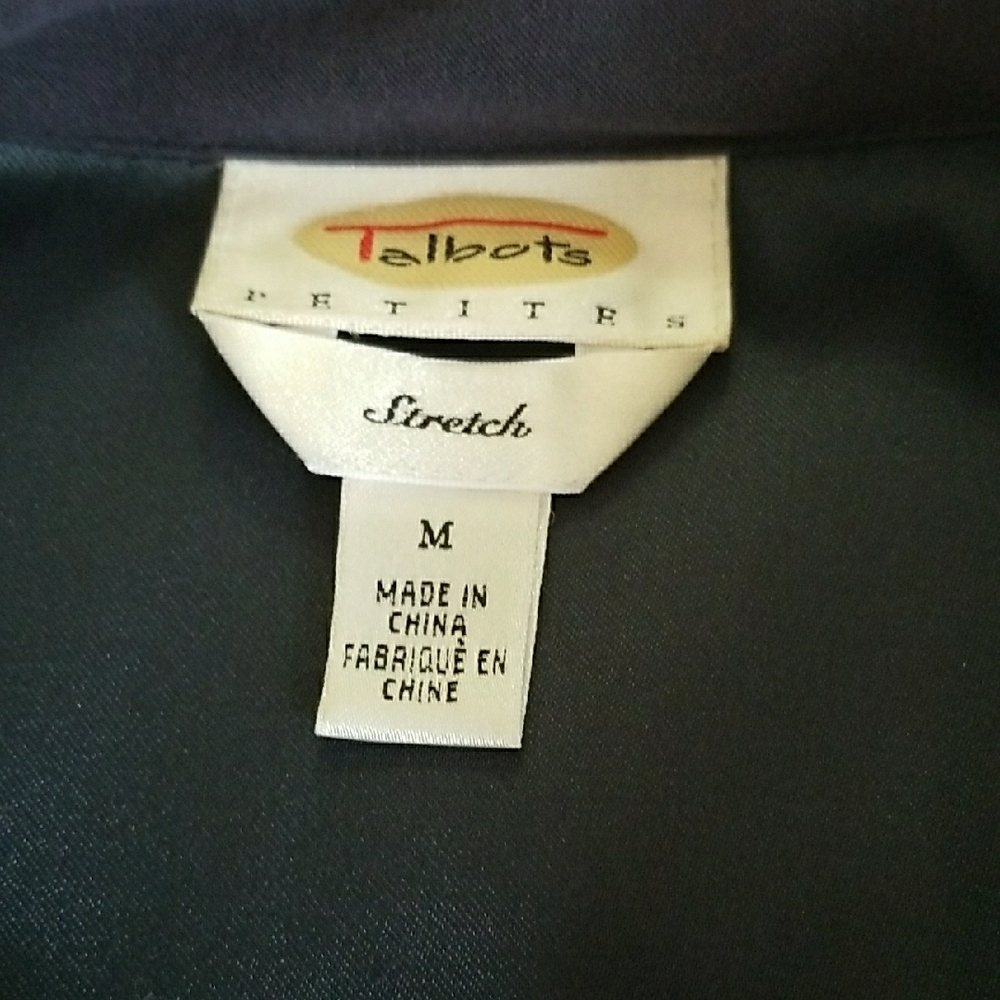 Talbots
PETITES
Stretch
M
MADE IN
CHINA
FABRIQUÈ EN
CHINE